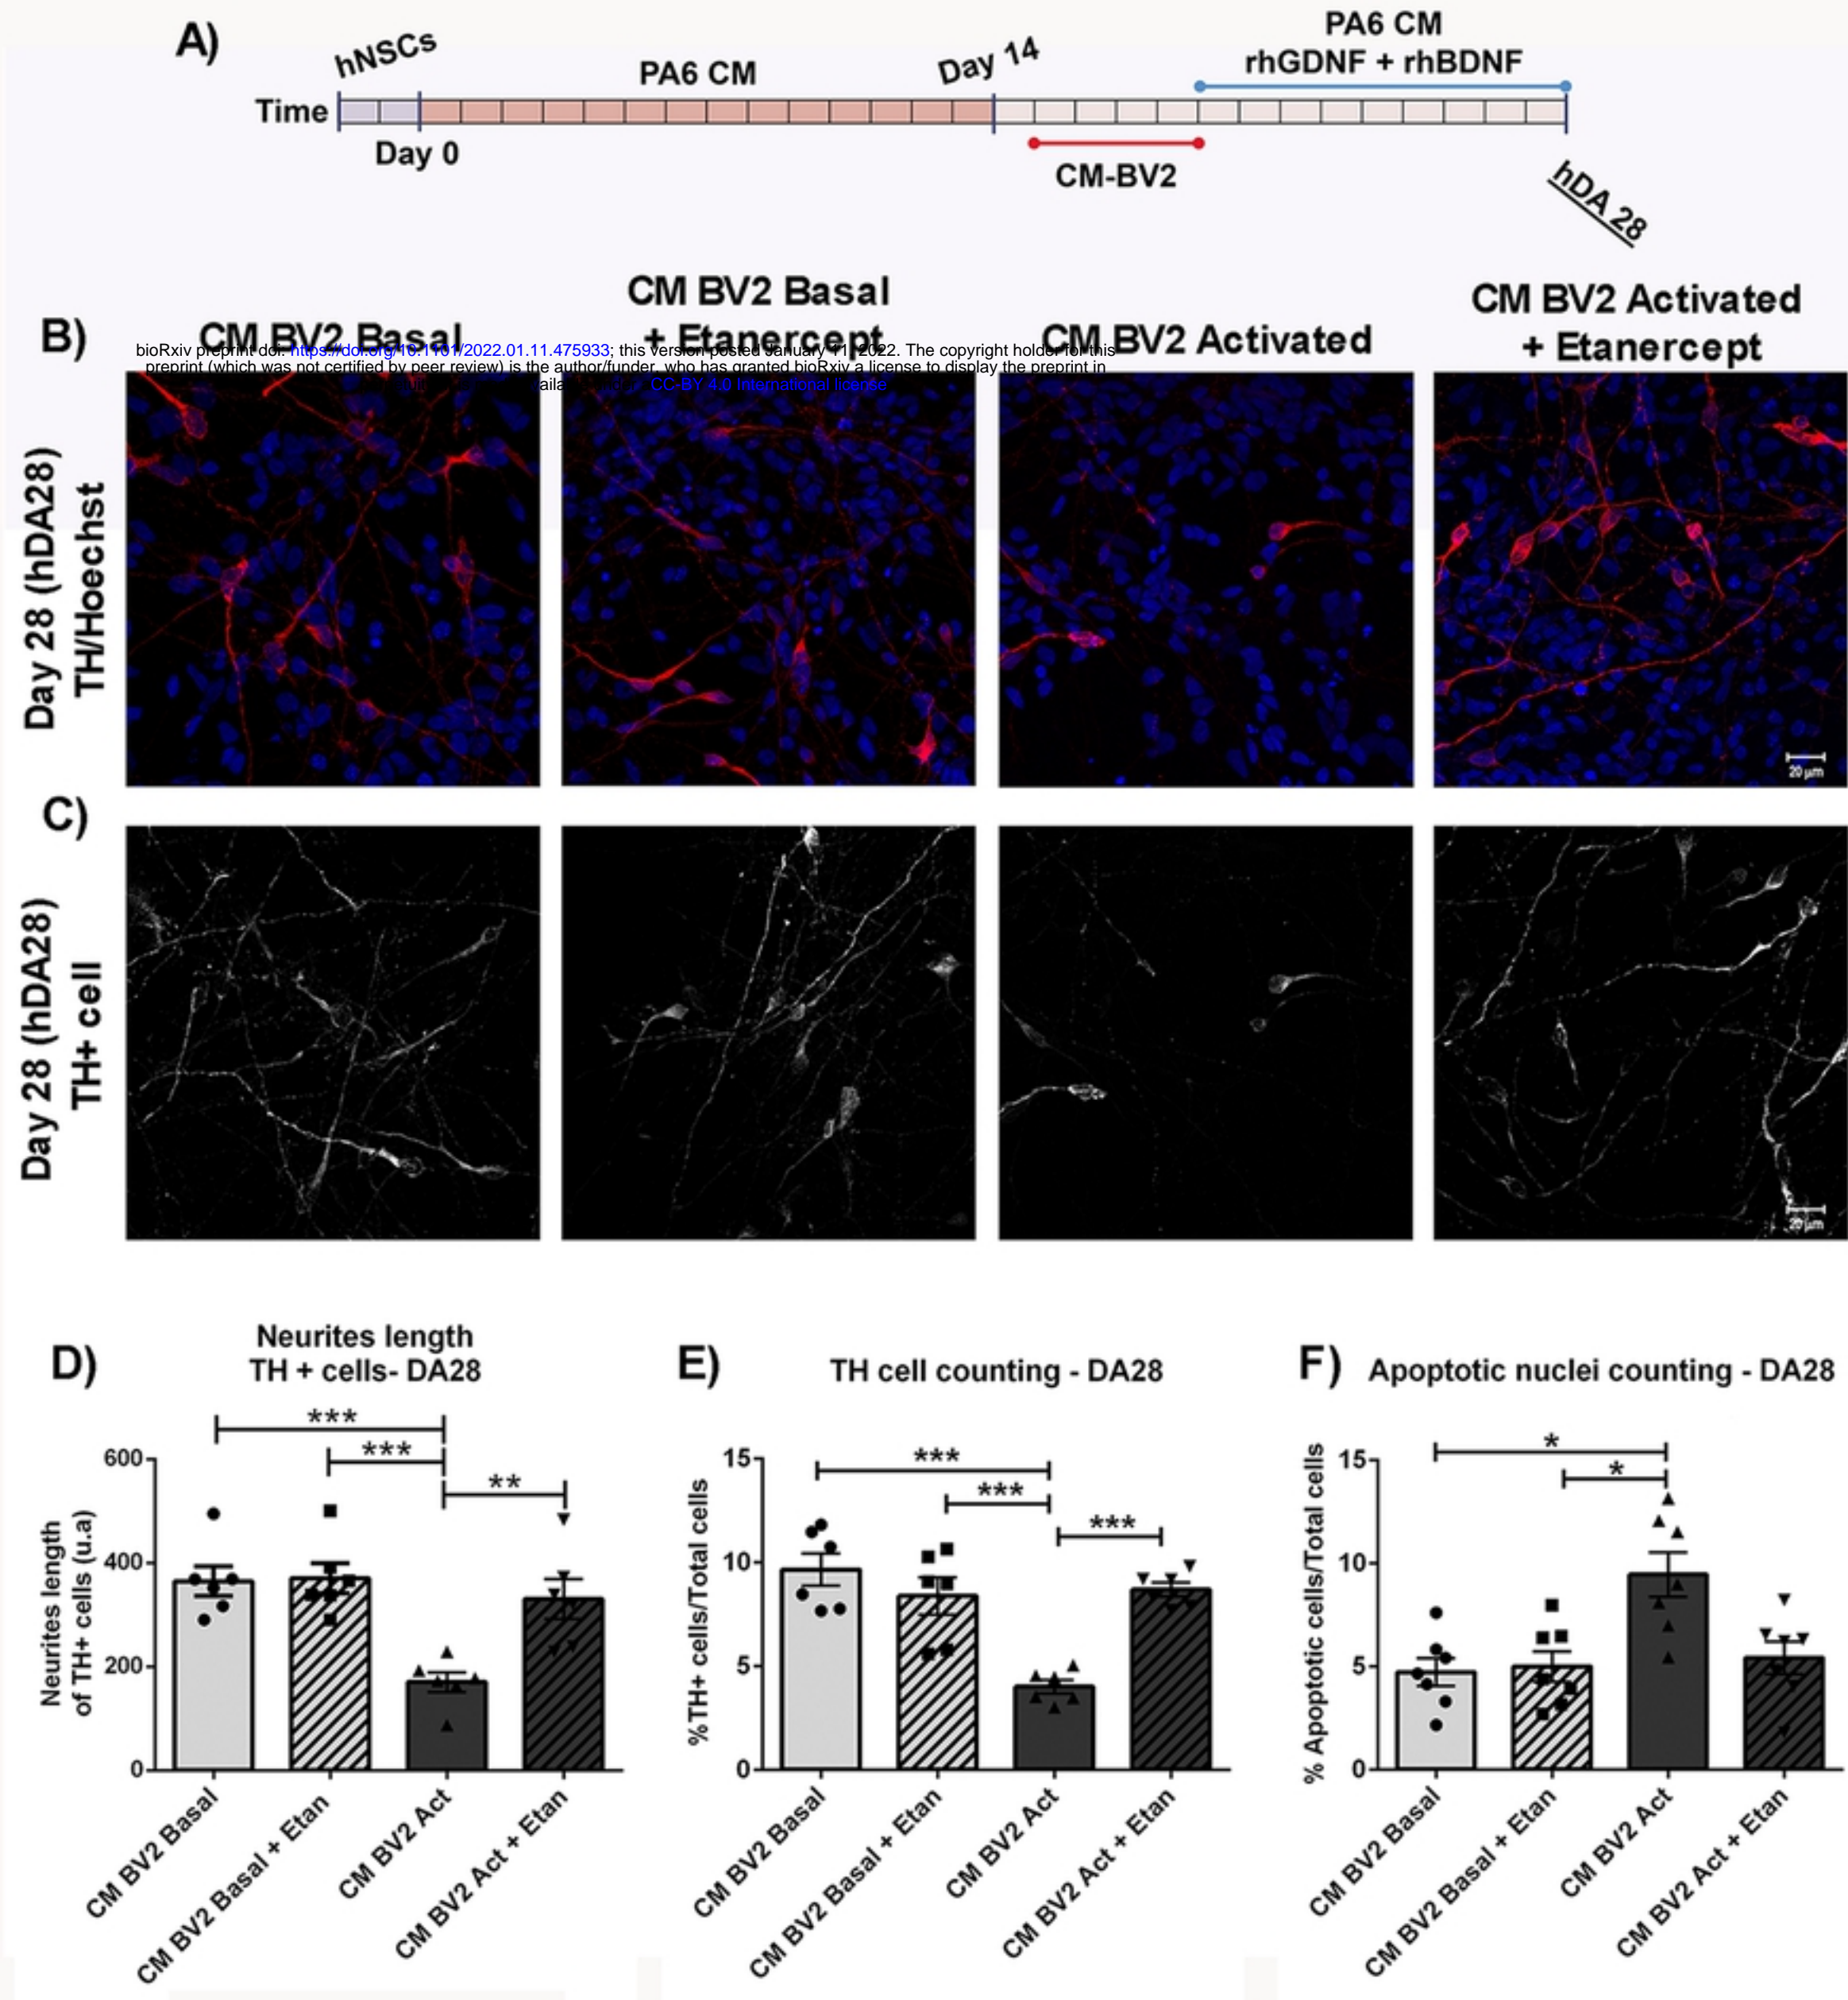 A)
hNSCs
PA6 CM
Day 14
PA6 CM
rhGDNF + rhBDNF
Time
Day 0
CM-BV2
hDA 28
B)
CM BV2 Basal
CM BV2 Basal
+ Etanercept
CM BV2 Activated
CM BV2 Activated
+ Etanercept
bioRxiv preprint doi: https://doi.org/10.1101/2022.01.11.475933; this version posted January 11, 2022. The copyright holder for this
preprint (which was not certified by peer review) is the author/funder, who has granted bioRxiv a license to display the preprint in
CC-BY 4.0 International license
Day 28 (hDA28)
TH/Hoechst
20 µm
C)
Day 28 (hDA28)
TH+ cell
20 µm
D)
Neurites length
TH + cells- DA28
***
***
**
Neurites length
of TH+ cells (u.a)
600
400
200
0
CM BV2 Basal
CM BV2 Basal + Etan
CM BV2 Act
CM BV2 Act + Etan
E)
TH cell counting - DA28
***
***
***
%TH+ cells/Total cells
15
10
5
0
CM BV2 Basal
CM BV2 Basal + Etan
CM BV2 Act
CM BV2 Act + Etan
F)
Apoptotic nuclei counting - DA28
*
*
% Apoptotic cells/Total cells
15
10
5
0
CM BV2 Basal
CM BV2 Basal + Etan
CM BV2 Act
CM BV2 Act + Etan